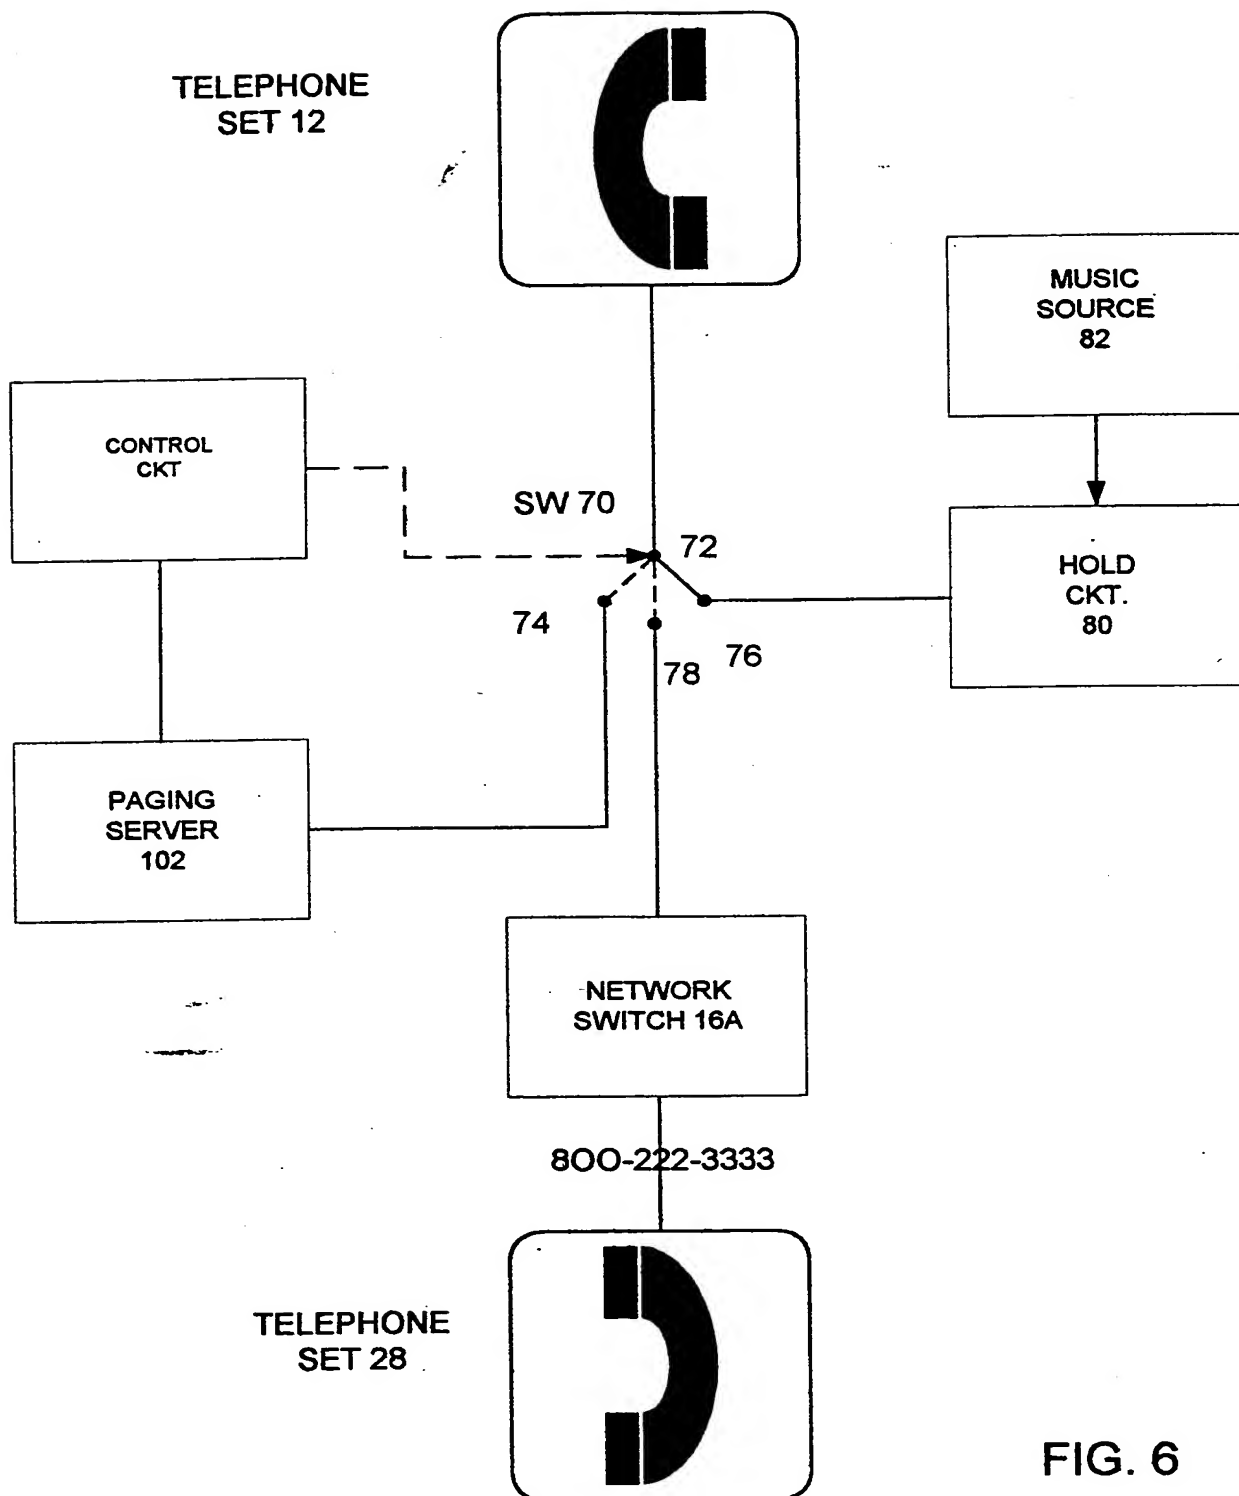 TELEPHONE
SET 12
MUSIC
SOURCE
82
CONTROL
CKT
SW 70
72
HOLD
CKT.
80
74
76
78
PAGING
SERVER
102
NETWORK
SWITCH 16A
8OO-222-3333
TELEPHONE
SET 28
FIG. 6